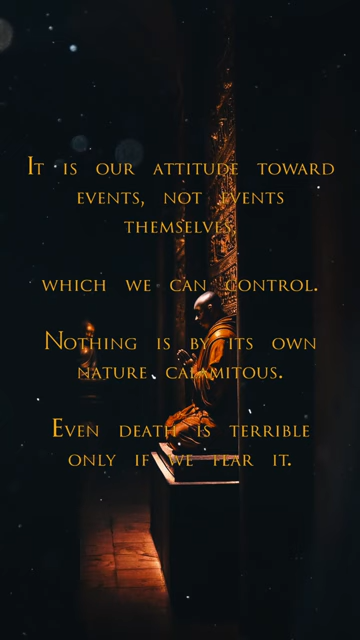 It is our attitude toward
events, not events
themselves,
which we can control.
Nothing is by its own
nature calamitous.
Even death is terrible
only if we fear it.